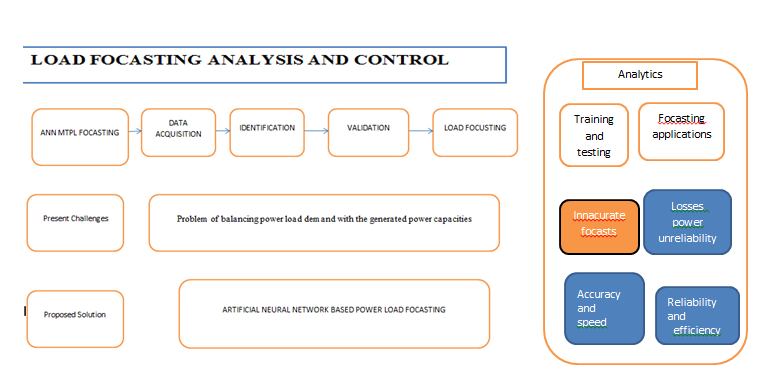 LOAD FOCASTING ANALYSIS AND CONTROL
ANN MTPL FOCASTING
DATA
ACQUISITION
IDENTIFICATION
VALIDATION
LOAD FOCUSTING
Present Challenges
Problem of balancing power load dem and with the generated power capacities
Proposed Solution
ARTIFICIAL NEURAL NETWORK BASED POWER LOAD FOCASTING
Analytics
Training
and
testing
Focasting
applications
Innacurate
focasts
Losses
power
unreliability
Accuracy
and
speed
Reliability
and
efficiency